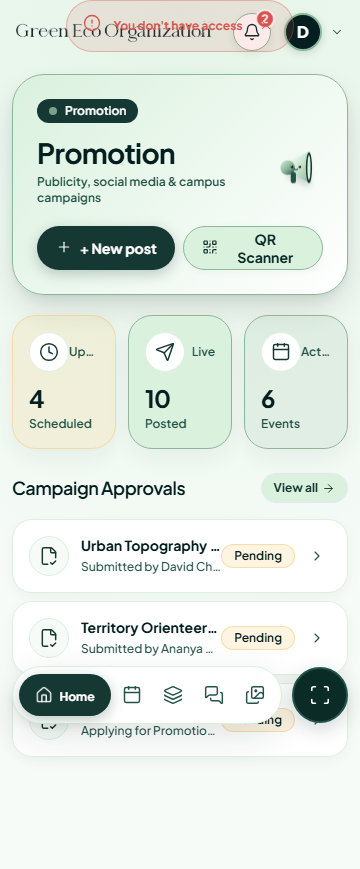 You don't have access
Green Eco Organization
2
D
Promotion
Promotion
Publicity, social media & campus
campaigns
+ New post
QR
Scanner
Up...
4
Scheduled
Live
10
Posted
Act...
6
Events
Campaign Approvals
View all →
Urban Topography ...
Submitted by David Ch...
Pending
Territory Orienteer...
Submitted by Ananya ...
Pending
Home
Applying for Promotio...